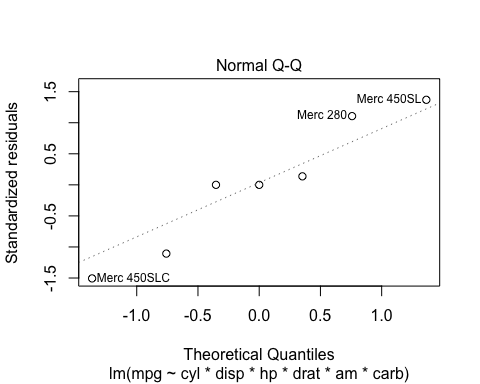 Normal Q-Q
Standardized residuals
1.5
0.5
-0.5
-1.5
Merc 450SL
Merc 280
Merc 450SLC
-1.0
-0.5
0.0
0.5
1.0
Theoretical Quantiles
lm(mpg ~ cyl * disp * hp * drat * am * carb)